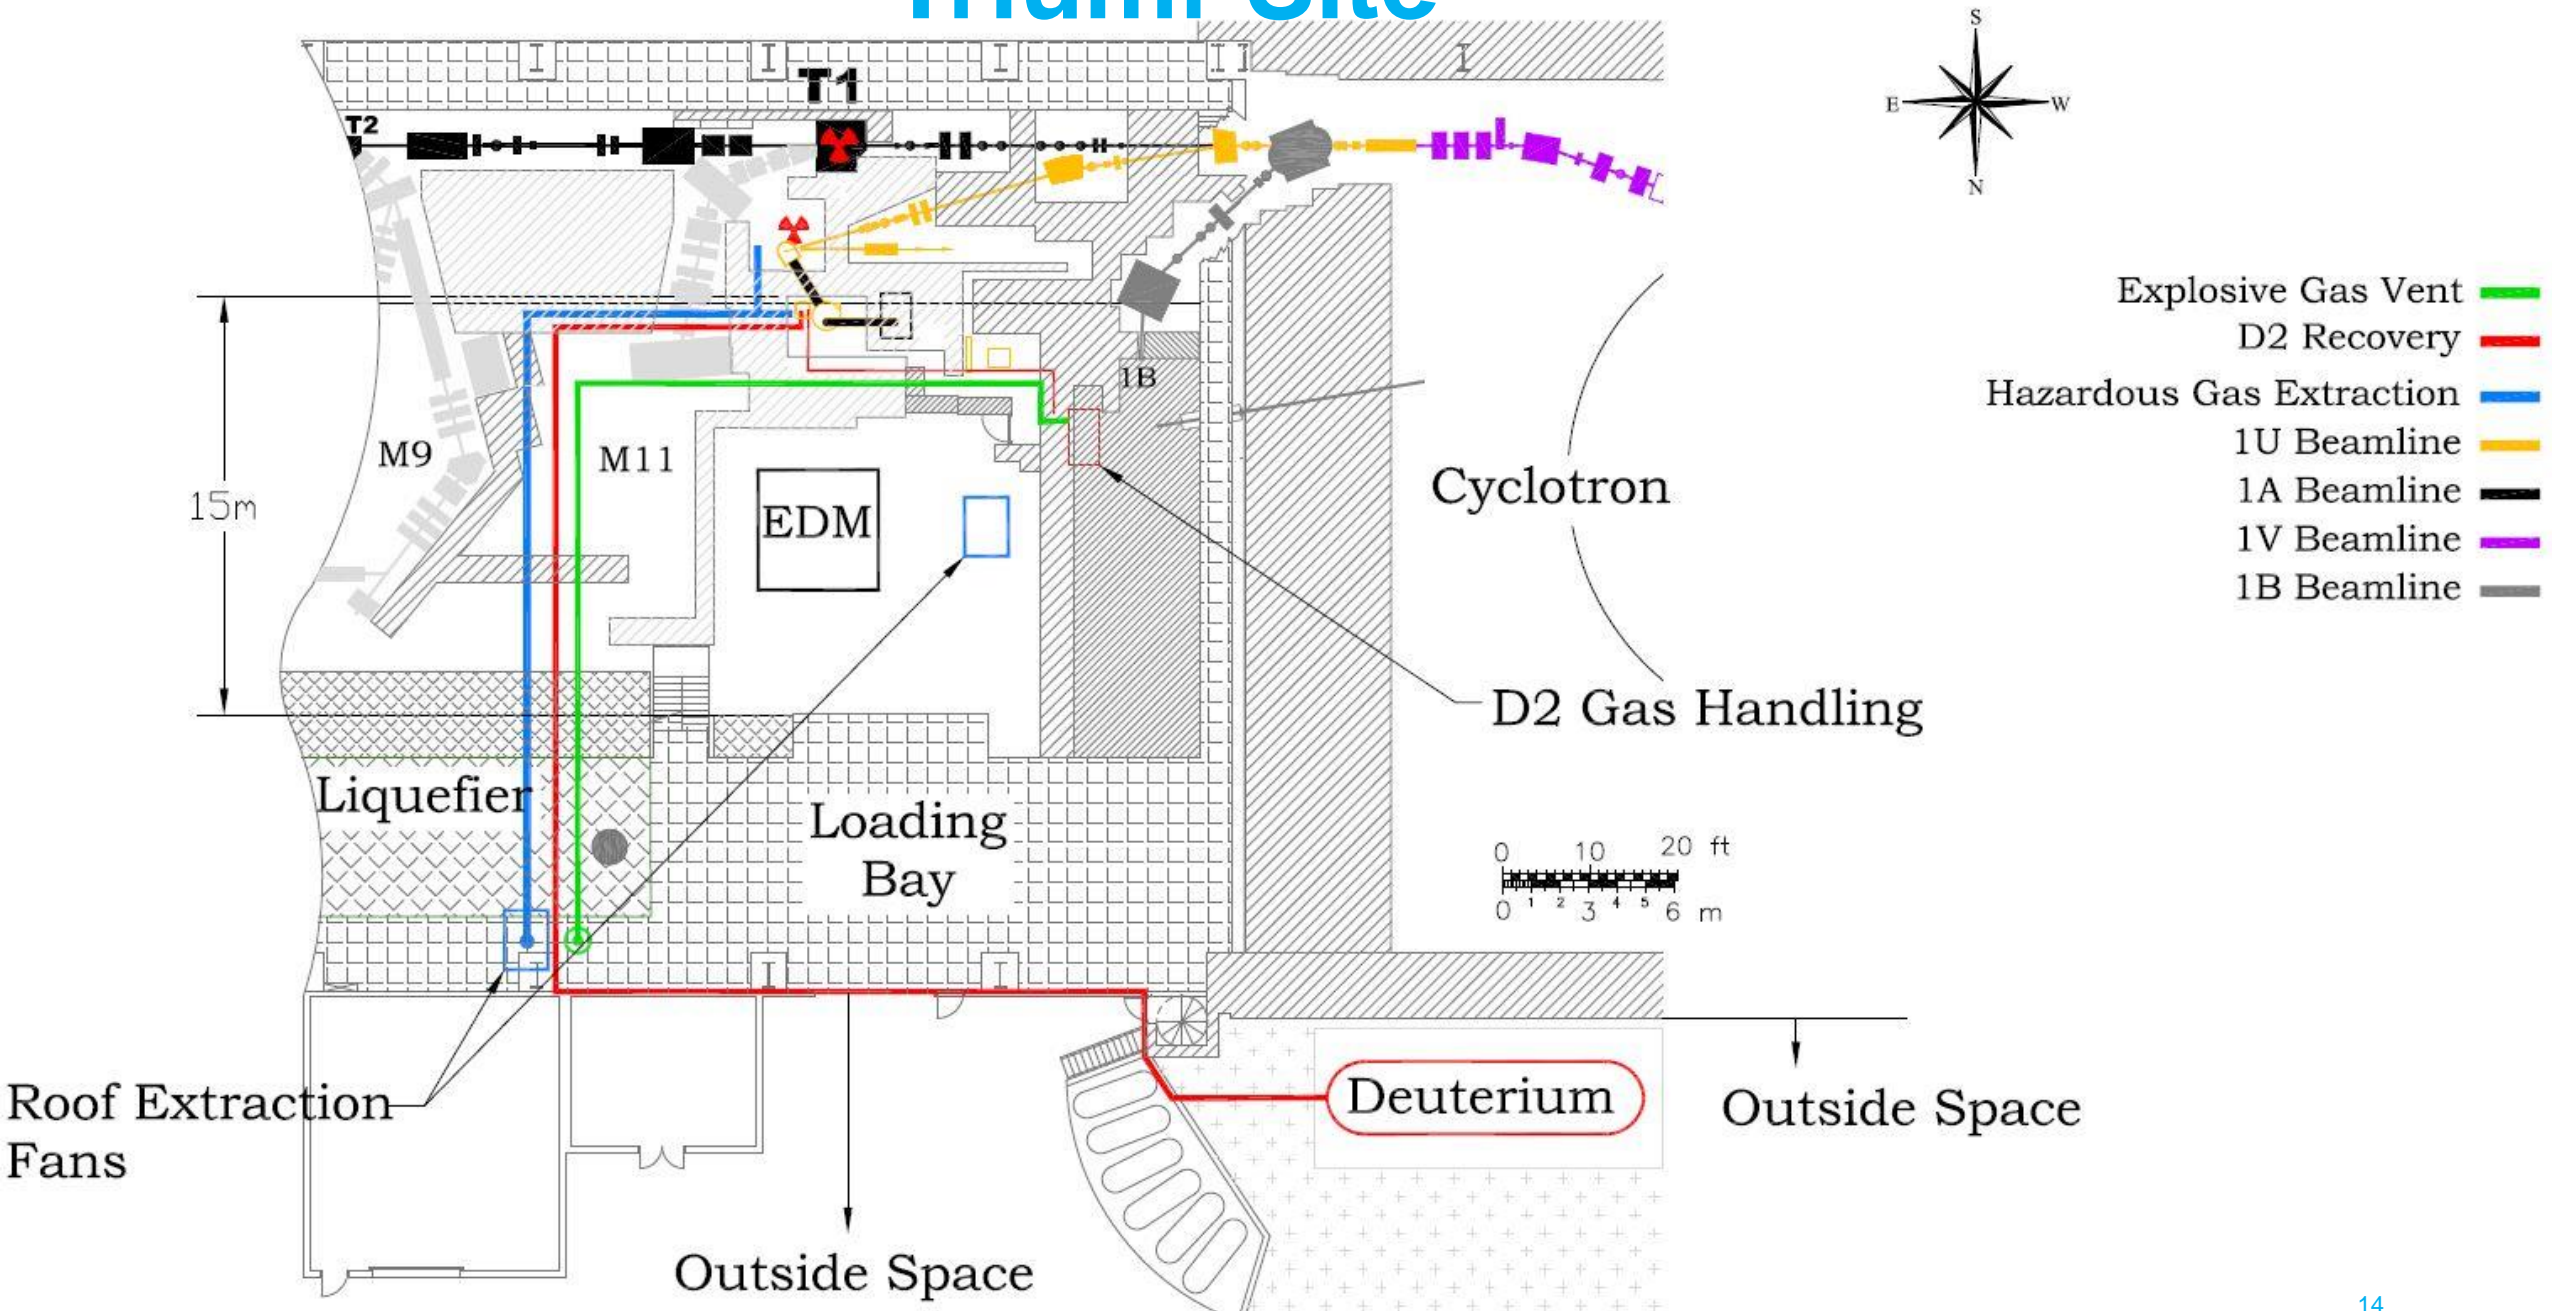 Triumf Site
S
E
W
N
T1
T2
Explosive Gas Vent
D2 Recovery
Hazardous Gas Extraction
1U Beamline
1A Beamline
1V Beamline
1B Beamline
1B
M9
M11
15m
EDM
Cyclotron
D2 Gas Handling
Liquefier
Loading
Bay
0 10 20 ft
0 1 2 3 4 5 6 m
Roof Extraction
Fans
Deuterium
Outside Space
Outside Space
14